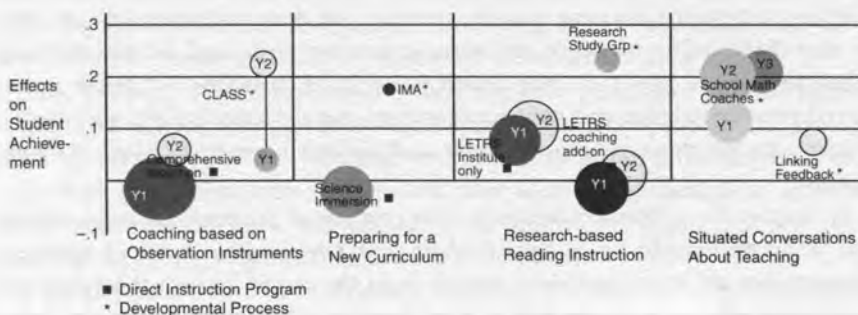 .3
.2
.1
0
-.1
Effects
on
Student
Achieve-
ment
Y2
CLASS*
Y1
Y2
Comprehensive
Y1
IMA*
Science
Immersion
Research
Study Grp*
Y2
Y1
LETRS
Institute
only
LETRS
coaching
add-on
Y2
Y1
Y2
Y3
School Math
Coaches*
Y1
Linking
Feedback*
Coaching based on
Observation Instruments
Preparing for a
New Curriculum
Research-based
Reading Instruction
Situated Conversations
About Teaching
■ Direct Instruction Program
* Developmental Process